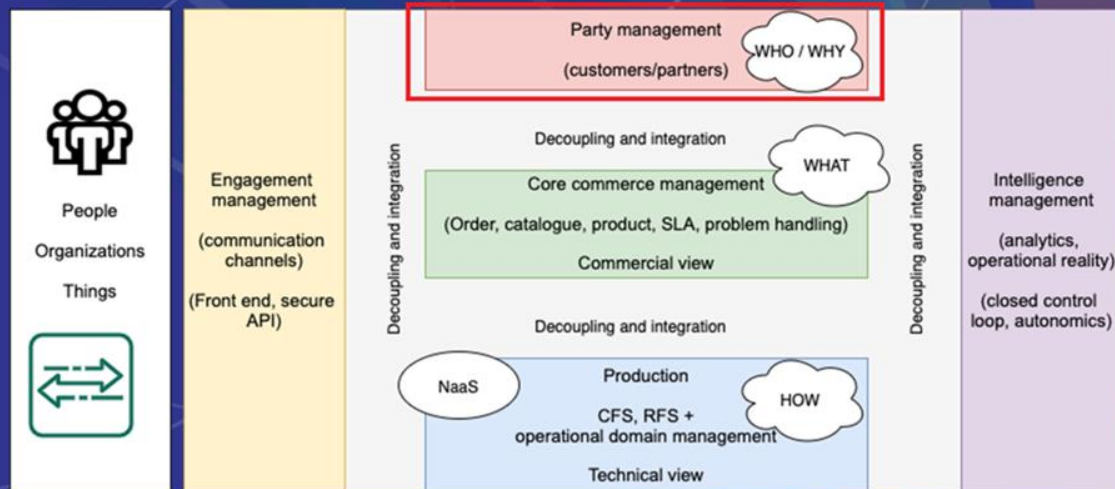 People
Organizations
Things
Engagement
management
(communication
channels)
(Front end, secure
API)
Decoupling and integration
Party management
(customers/partners)
WHO / WHY
Decoupling and integration
WHAT
Core commerce management
(Order, catalogue, product, SLA, problem handling)
Commercial view
Decoupling and integration
NaaS
Production
CFS, RFS +
operational domain management
Technical view
HOW
Decoupling and integration
Intelligence
management
(analytics,
operational reality)
(closed control
loop, autonomics)